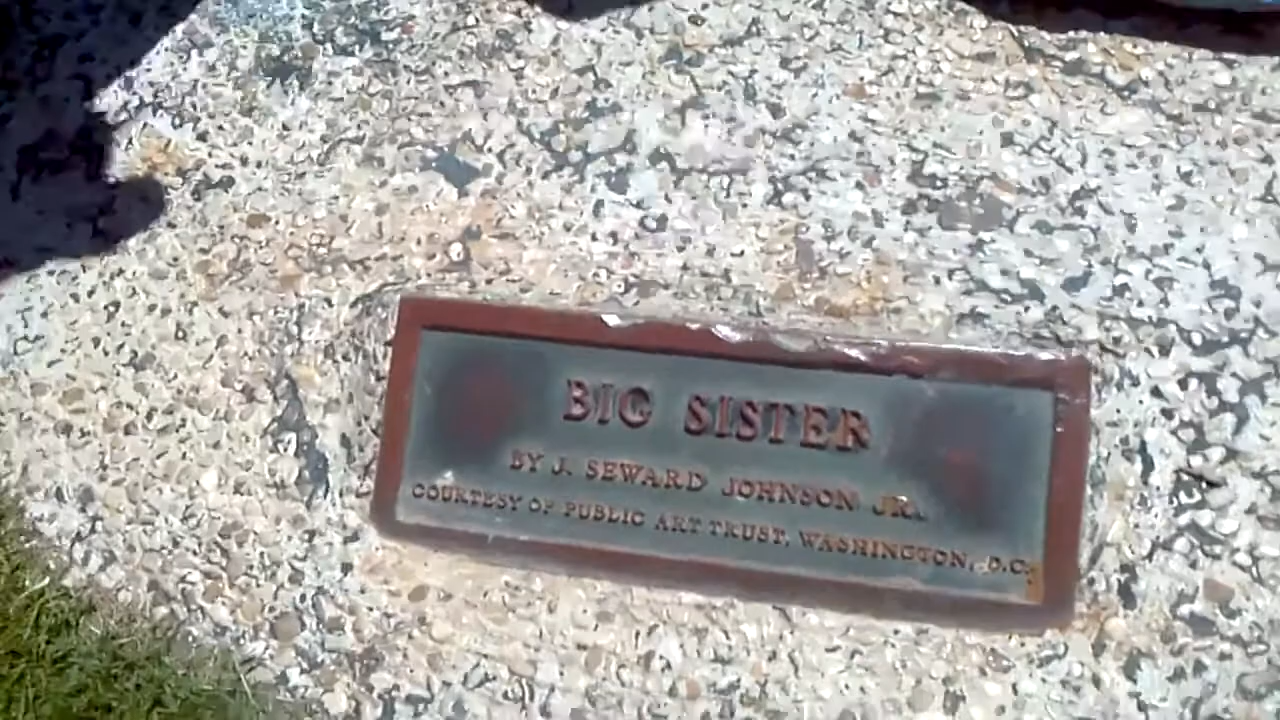 BIG SISTER
BY J. SEWARD JOHNSON JR.
COURTESY OF PUBLIC ART TRUST, WASHINGTON, D.C.